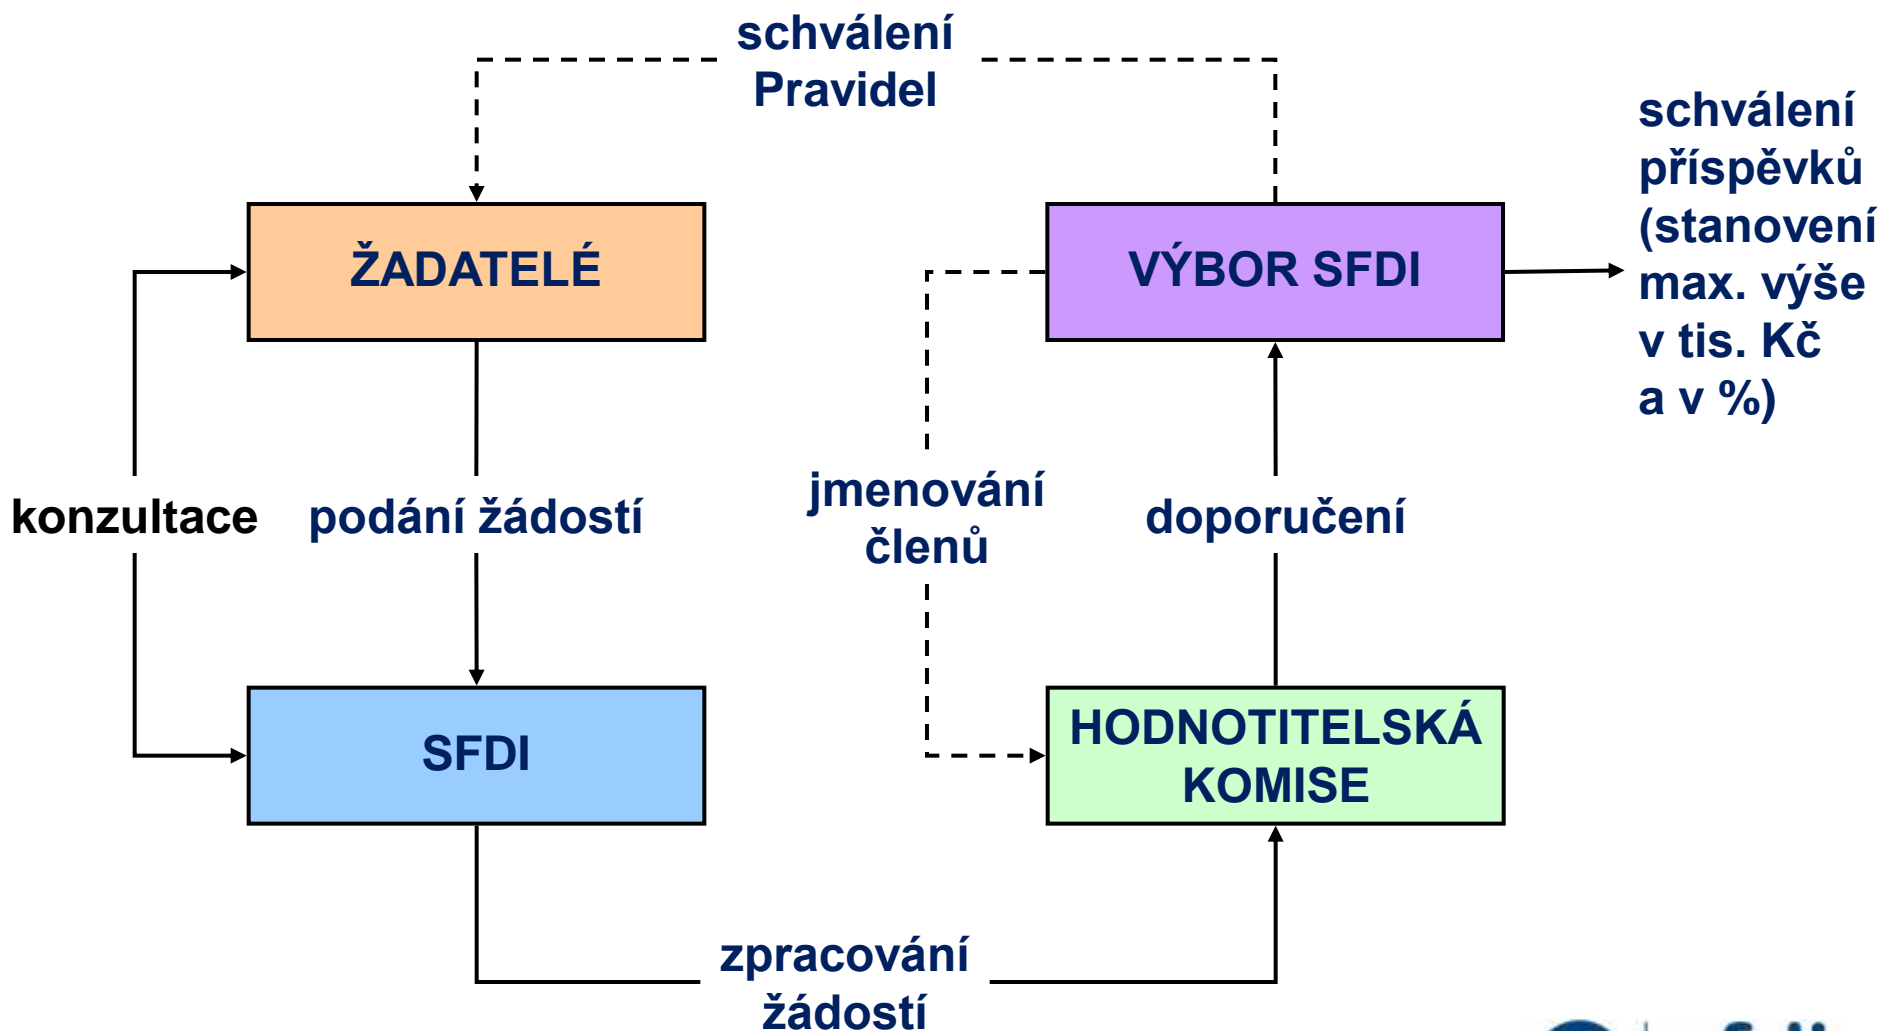 schválení
Pravidel
schválení
příspěvků
(stanovení
max. výše
v tis. Kč
a v %)
ŽADATELÉ
VÝBOR SFDI
konzultace
podání žádostí
jmenování
členů
doporučení
SFDI
HODNOTITELSKÁ
KOMISE
zpracování
žádostí